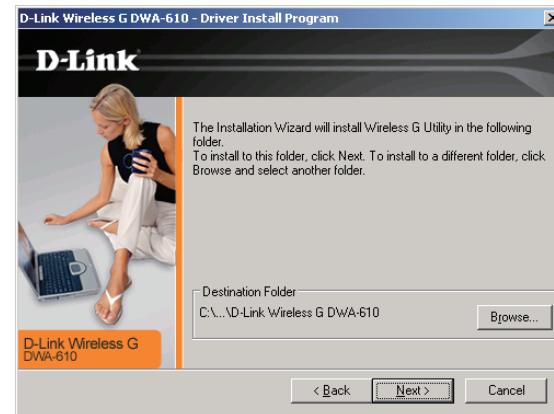 D-Link Wireless G DWA-610 - Driver Install Program
D-Link
The Installation Wizard will install Wireless G Utility in the following
folder.
To install to this folder, click Next. To install to a different folder, click
Browse and select another folder.
Destination Folder
C:\...\D-Link Wireless G DWA-610
Browse...
D-Link Wireless G
DWA-610
< Back
Next >
Cancel